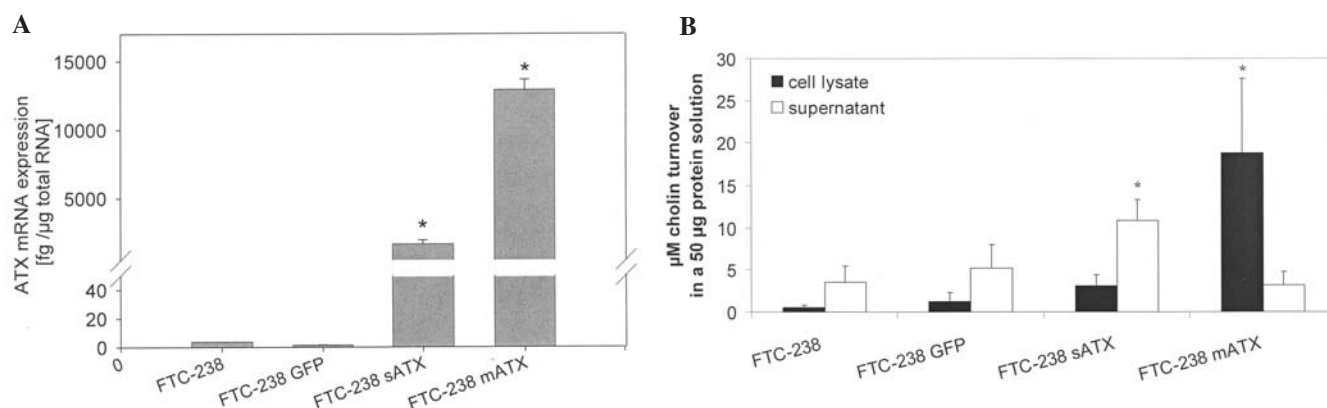 A
ATX mRNA expression
[fg /µg total RNA]
15000
10000
5000
40
20
0
0
*
*
FTC-238
FTC-238 GFP
FTC-238 sATX
FTC-238 mATX
B
µM cholin turnover
in a 50 µg protein solution
30
25
20
15
10
5
0
cell lysate
supernatant
*
*
FTC-238
FTC-238 GFP
FTC-238 sATX
FTC-238 mATX